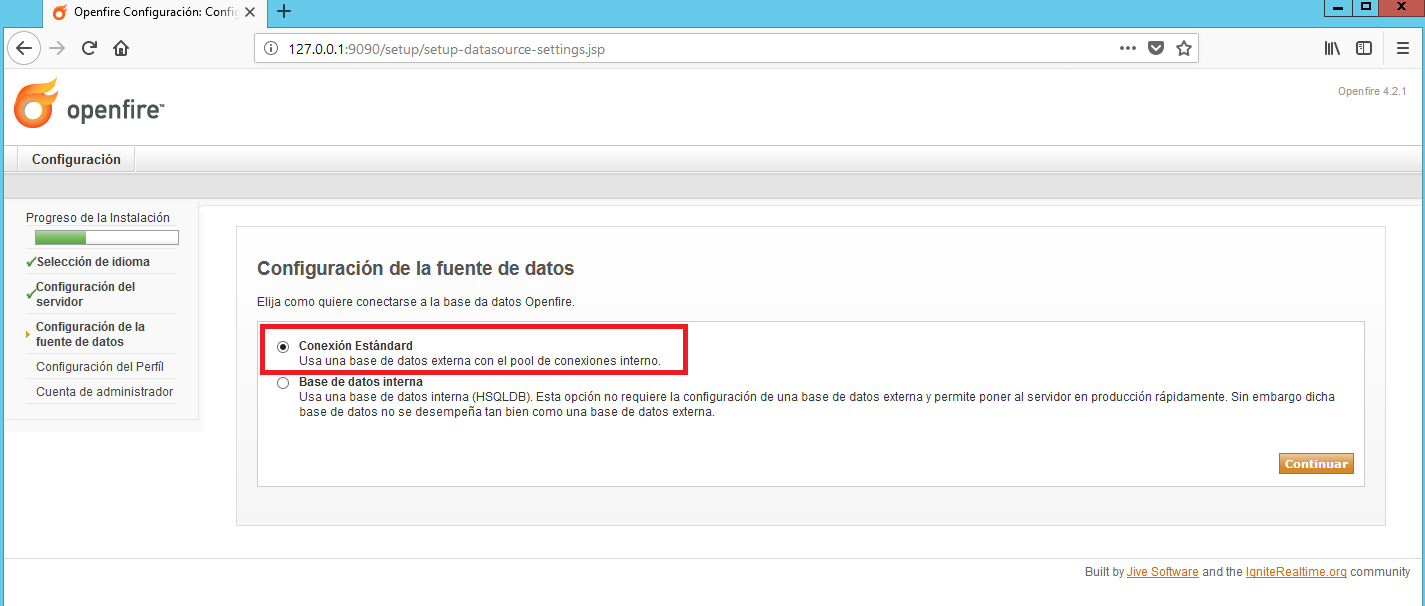 Openfire Configuración: Config
127.0.0.1:9090/setup/setup-datasource-settings.jsp
openfire™
Openfire 4.2.1
Configuración
Progreso de la Instalación
Selección de idioma
Configuración del
servidor
Configuración de la
fuente de datos
Configuración del Perfil
Cuenta de administrador
Configuración de la fuente de datos
Elija como quiere conectarse a la base da datos Openfire.
Conexión Estándard
Usa una base de datos externa con el pool de conexiones interno.
Base de datos interna
Usa una base de datos interna (HSQLDB). Esta opción no requiere la configuración de una base de datos externa y permite poner al servidor en producción rápidamente. Sin embargo dicha
base de datos no se desempeña tan bien como una base de datos externa.
Continuar
Built by Jive Software and the IgniteRealtime.org community